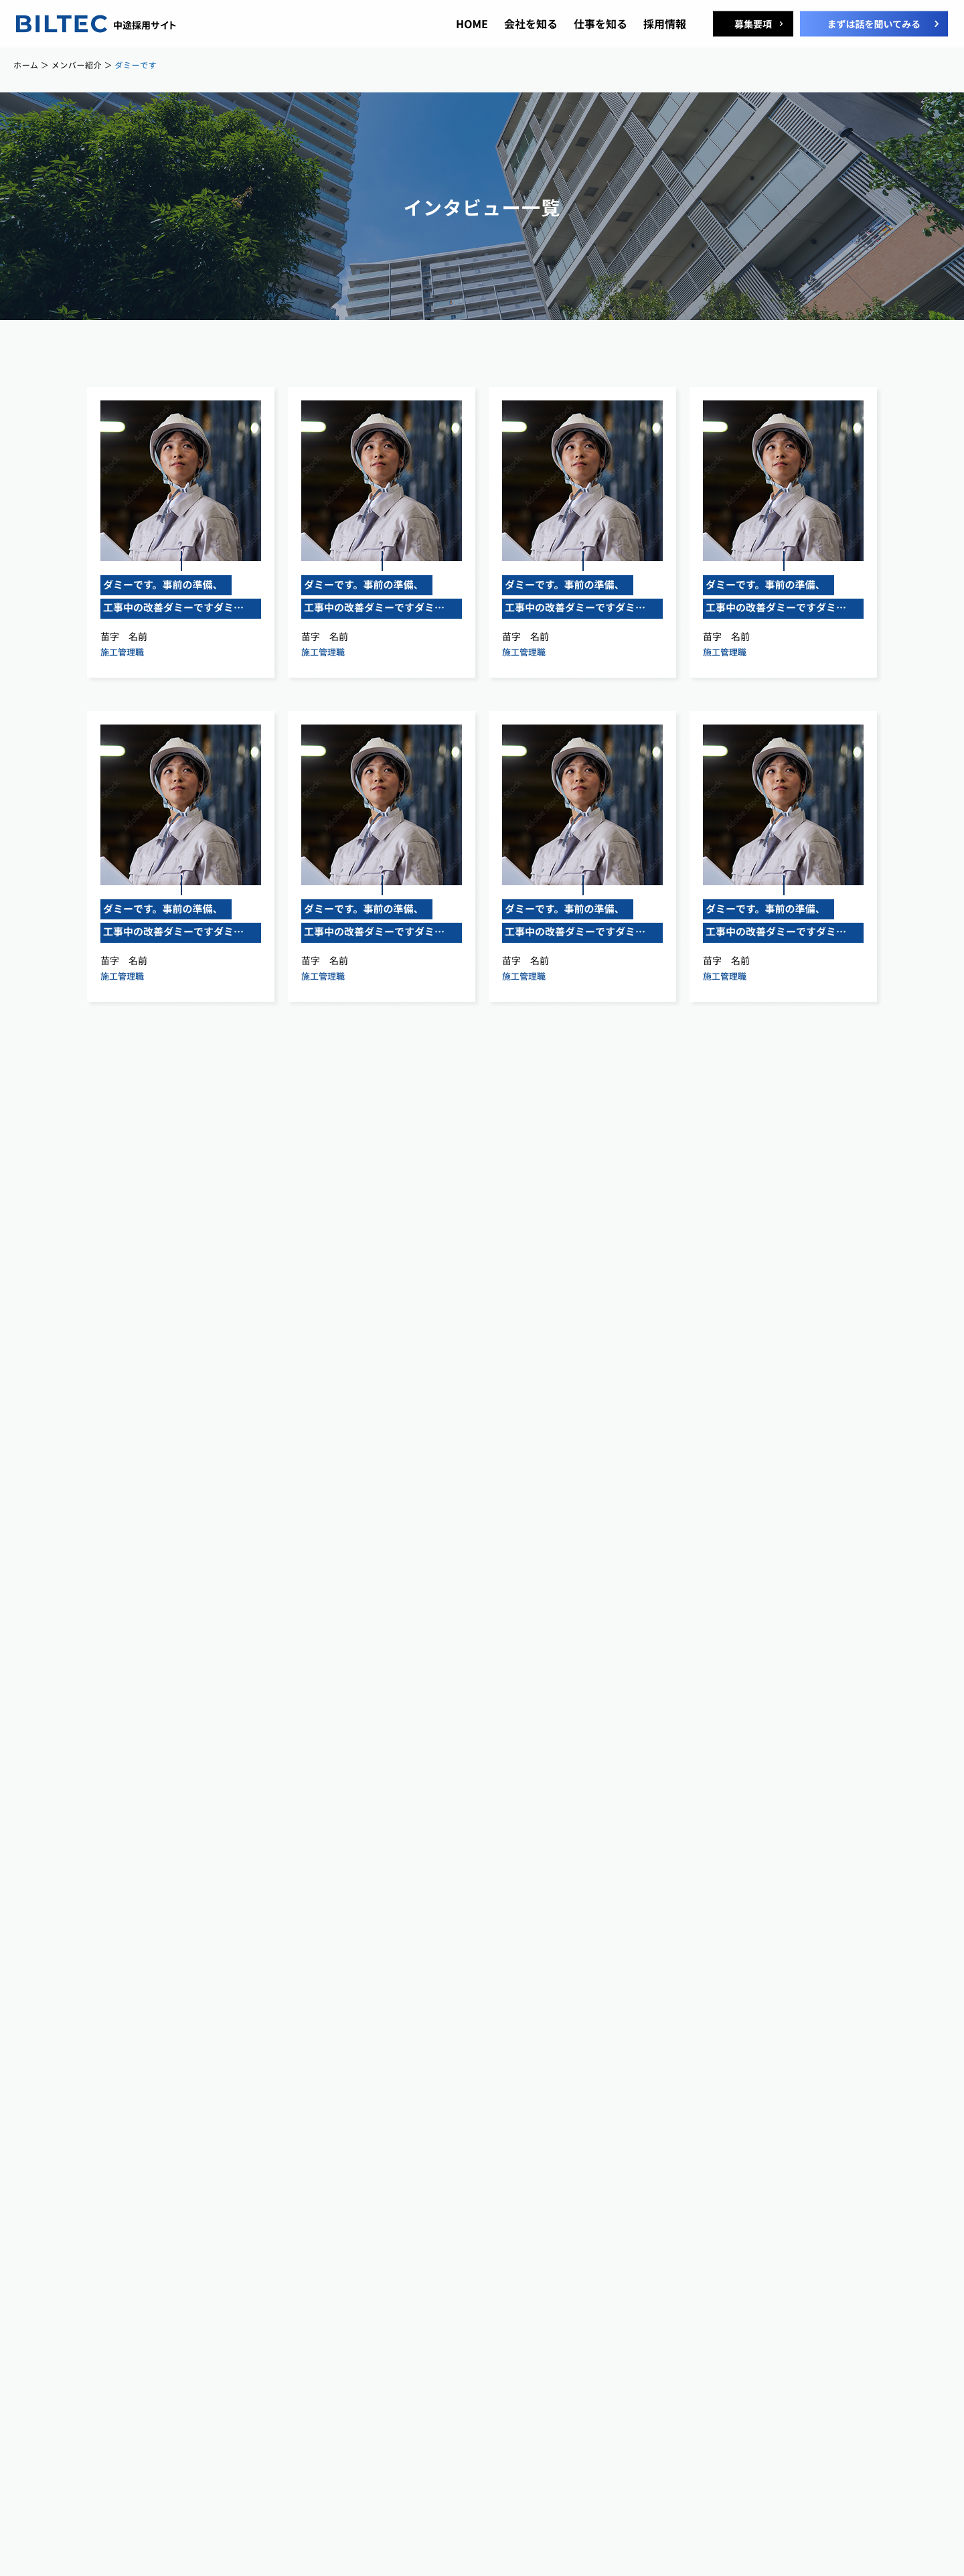 BILTEC 中途採用サイト
HOME 会社を知る 仕事を知る 採用情報 募集要項 まずは話を聞いてみる
ホーム > メンバー紹介 > ダミーです
インタビュー一覧
ダミーです。事前の準備、
工事中の改善ダミーですダミ…
苗字 名前
施工管理職
ダミーです。事前の準備、
工事中の改善ダミーですダミ…
苗字 名前
施工管理職
ダミーです。事前の準備、
工事中の改善ダミーですダミ…
苗字 名前
施工管理職
ダミーです。事前の準備、
工事中の改善ダミーですダミ…
苗字 名前
施工管理職
ダミーです。事前の準備、
工事中の改善ダミーですダミ…
苗字 名前
施工管理職
ダミーです。事前の準備、
工事中の改善ダミーですダミ…
苗字 名前
施工管理職
ダミーです。事前の準備、
工事中の改善ダミーですダミ…
苗字 名前
施工管理職
ダミーです。事前の準備、
工事中の改善ダミーですダミ…
苗字 名前
施工管理職